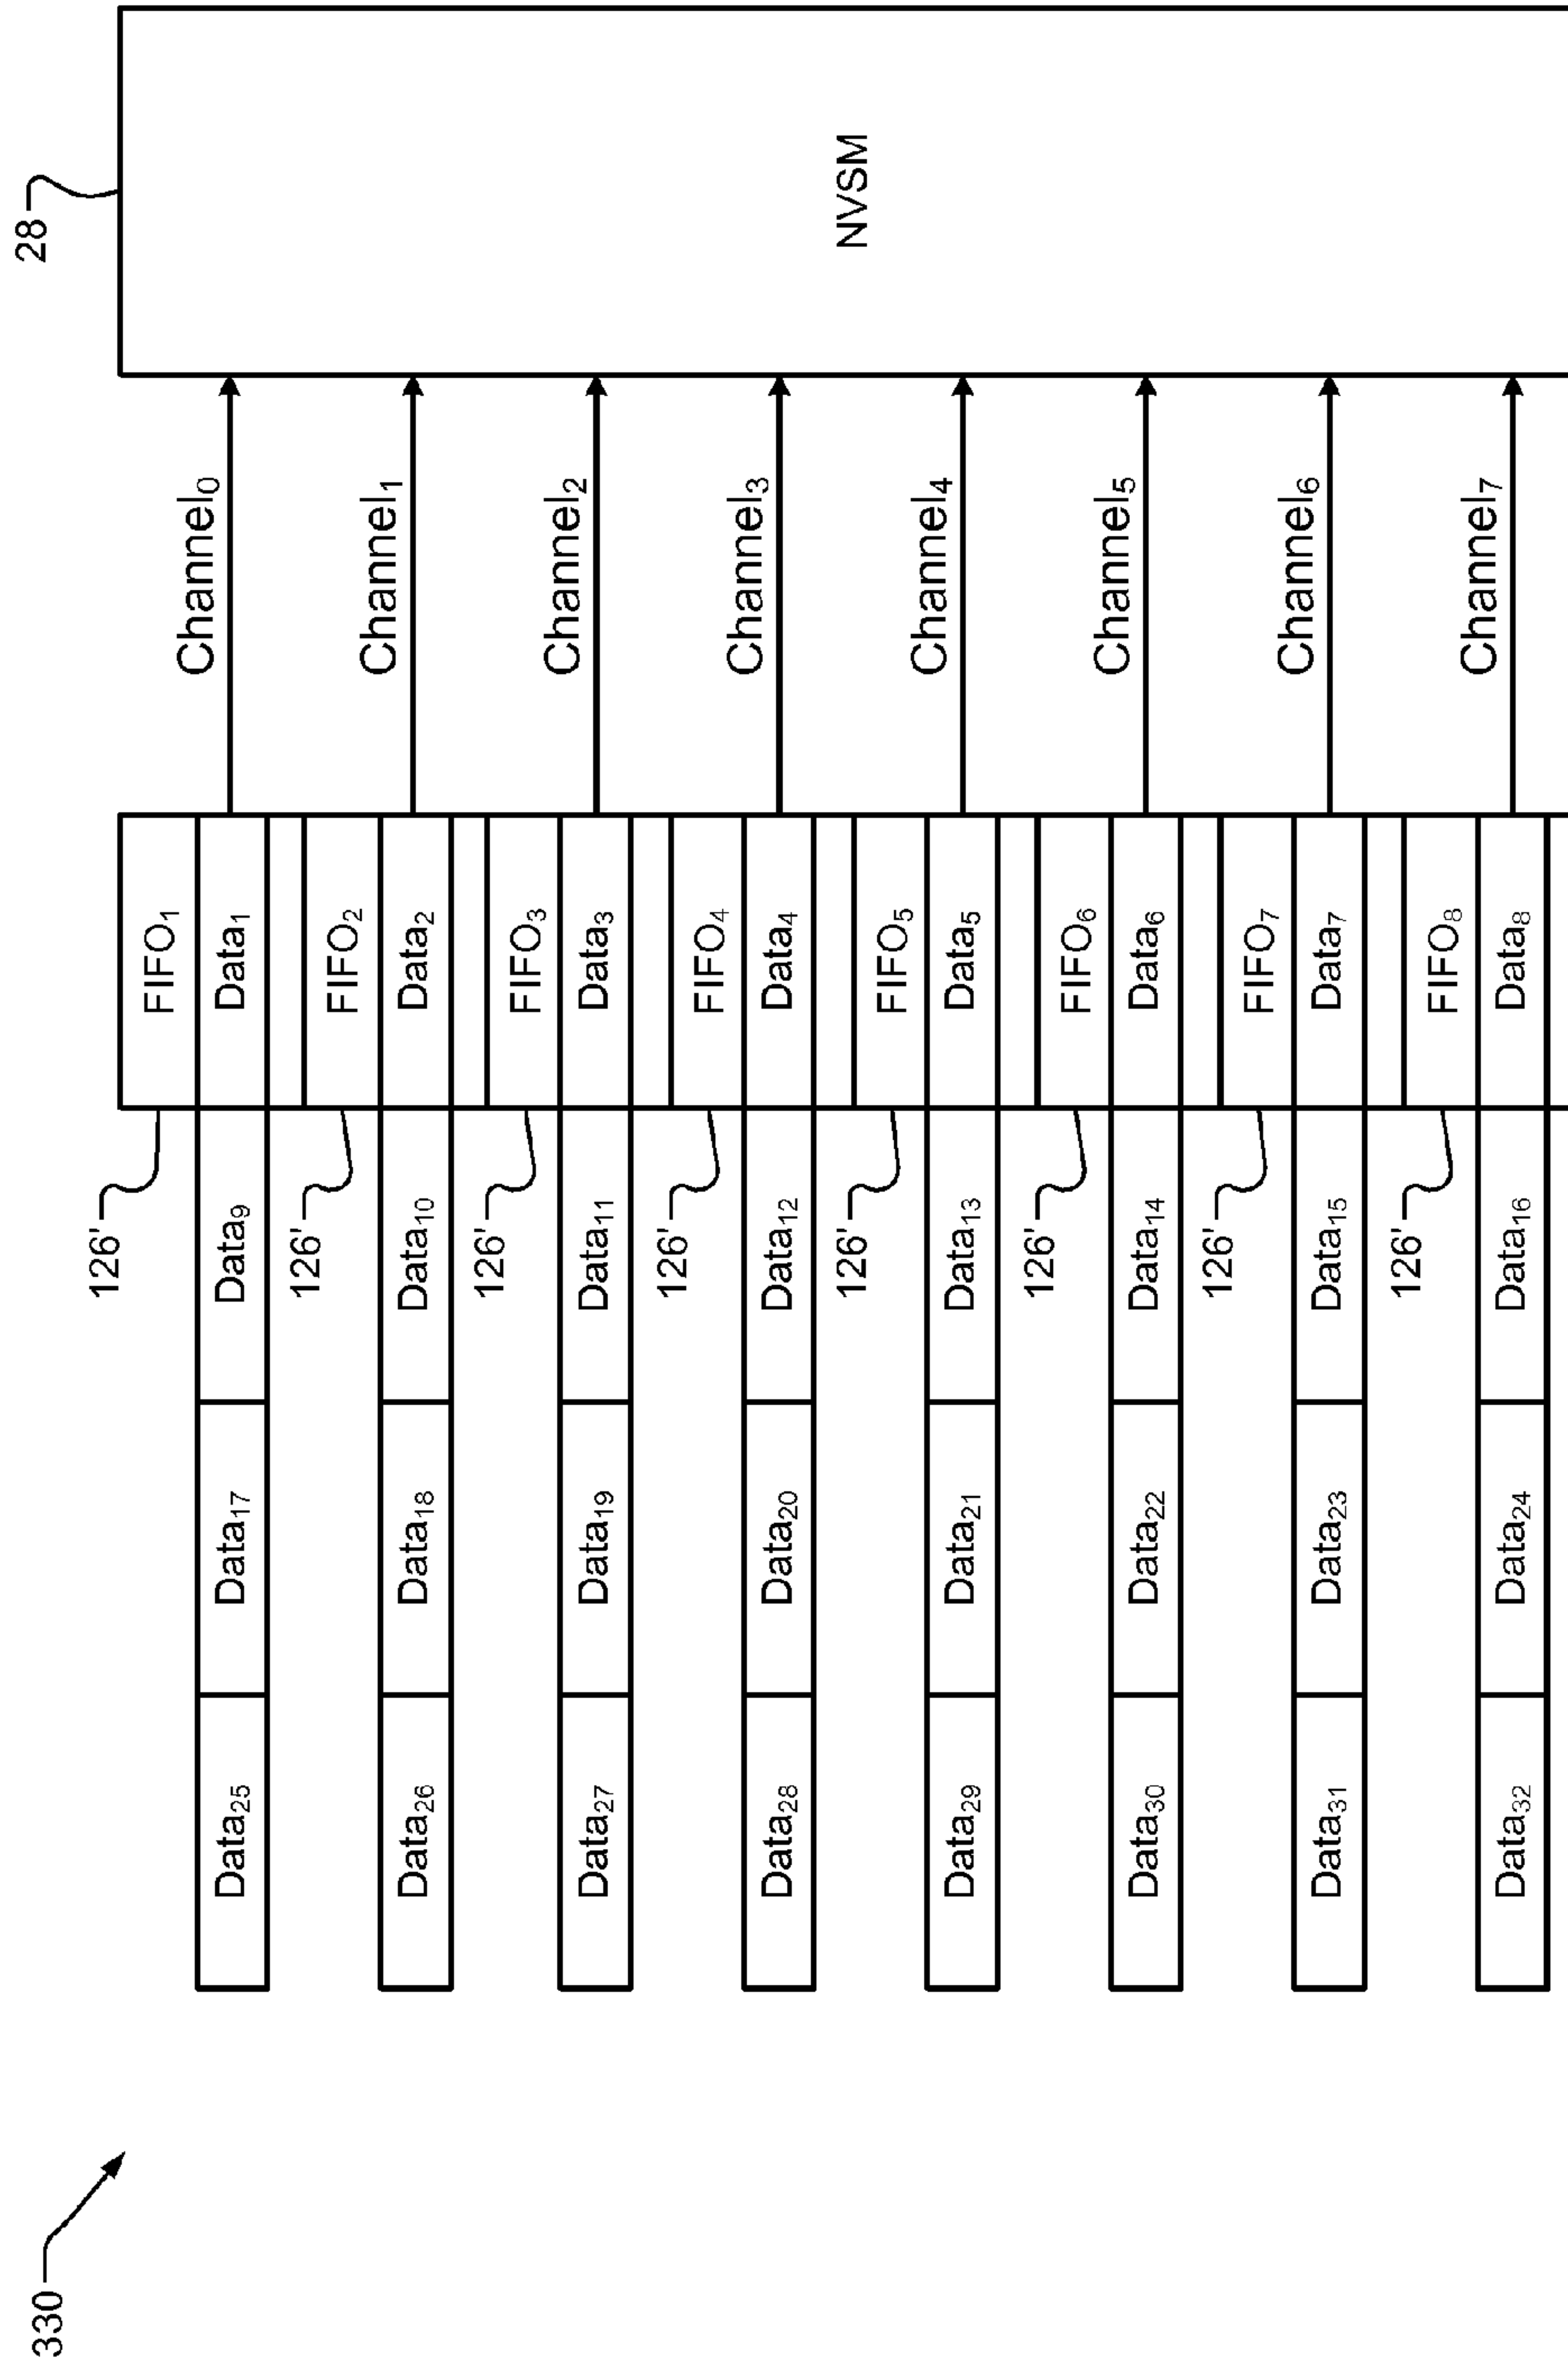 28
330
126'
FIFO₁
Channel₀
Data₂₅ Data₁₇ Data₉ Data₁
126'
FIFO₂
Channel₁
Data₂₆ Data₁₈ Data₁₀ Data₂
126'
FIFO₃
Channel₂
Data₂₇ Data₁₉ Data₁₁ Data₃
126'
FIFO₄
Channel₃
Data₂₈ Data₂₀ Data₁₂ Data₄
NVSM
126'
FIFO₅
Channel₄
Data₂₉ Data₂₁ Data₁₃ Data₅
126'
FIFO₆
Channel₅
Data₃₀ Data₂₂ Data₁₄ Data₆
126'
FIFO₇
Channel₆
Data₃₁ Data₂₃ Data₁₅ Data₇
126'
FIFO₈
Channel₇
Data₃₂ Data₂₄ Data₁₆ Data₈